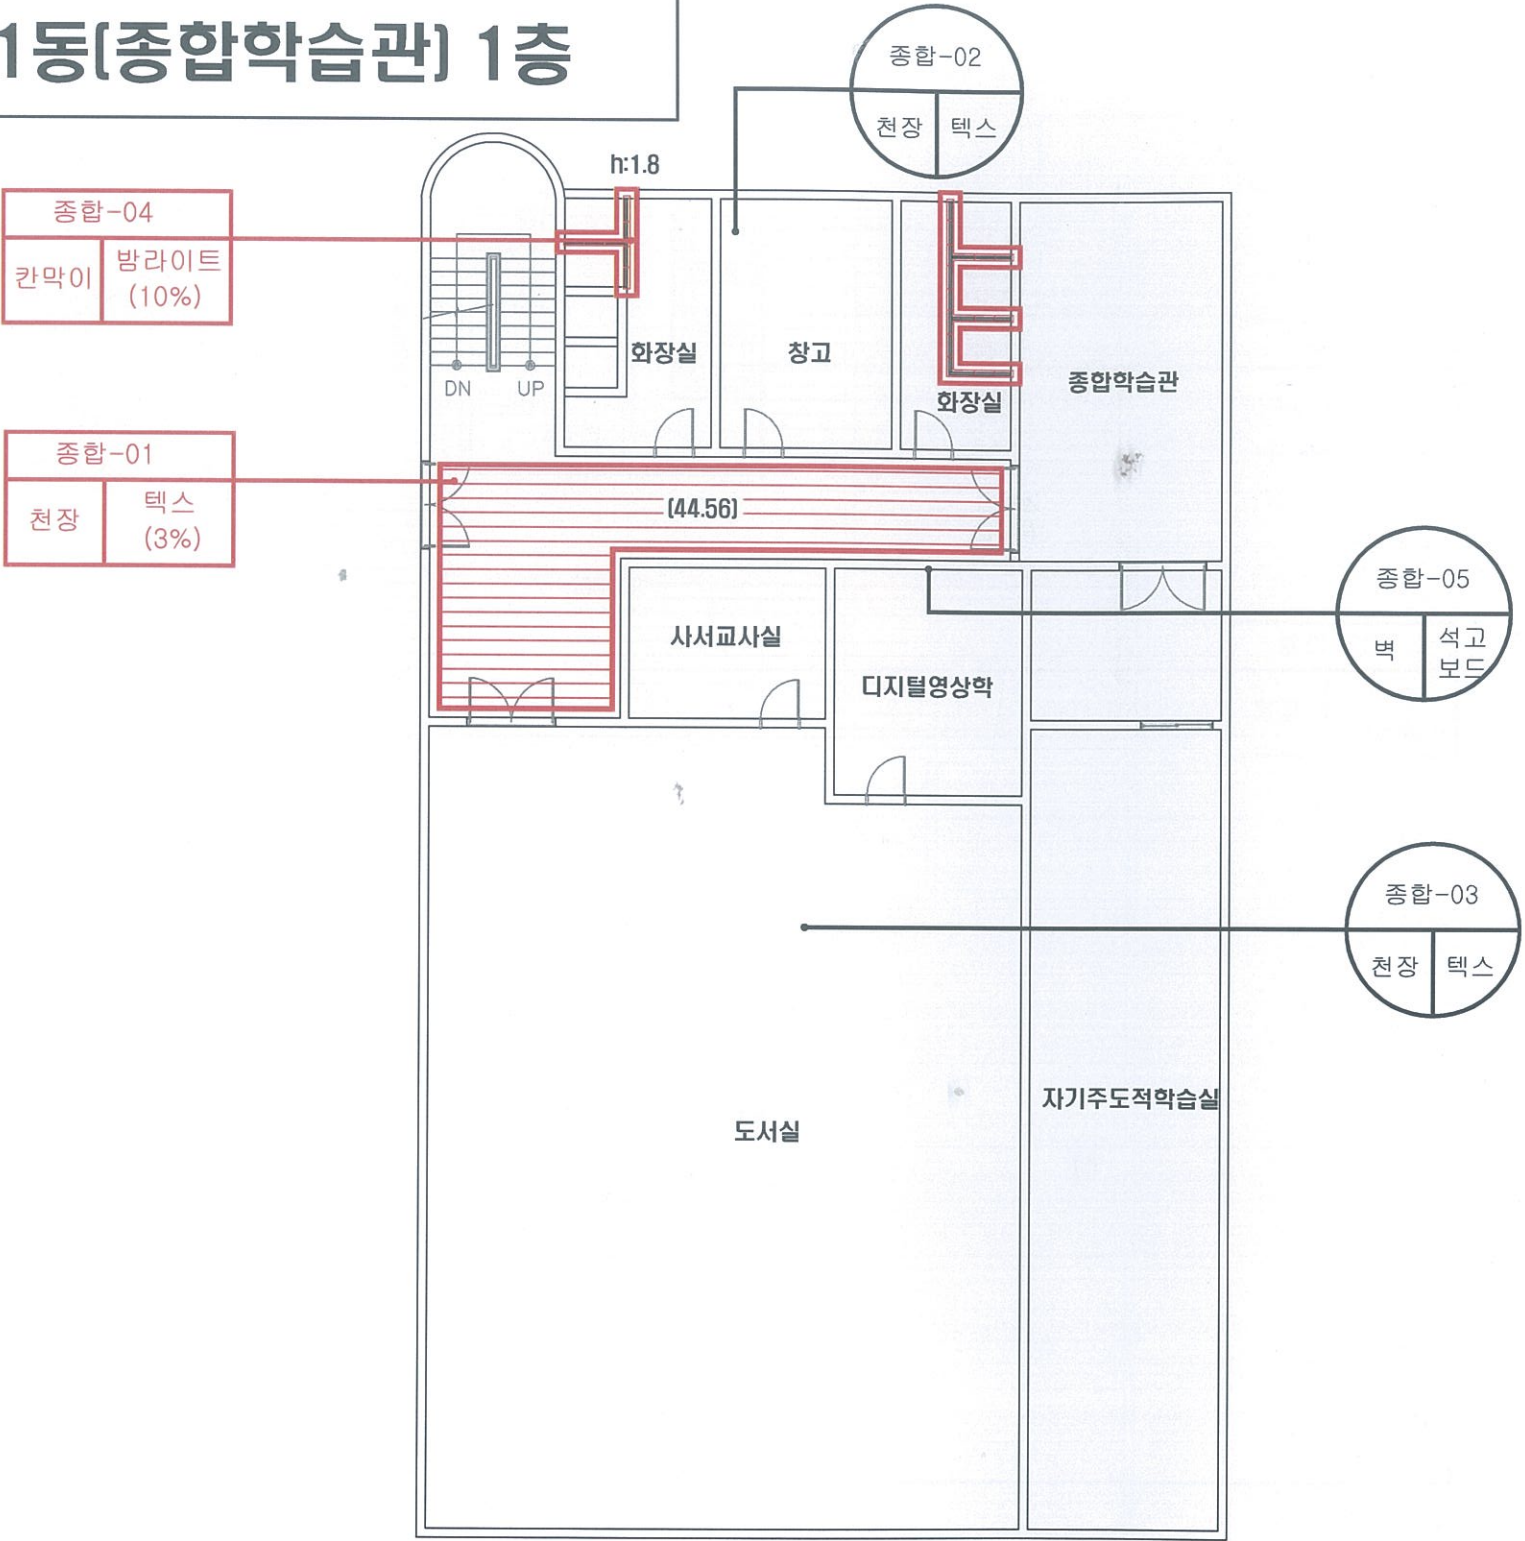 1동(종합학습관) 1층
종합-02
천장 텍스
h:1.8
종합-04
칸막이 밤라이트
(10%)
화장실
창고
화장실
종합학습관
DN UP
종합-01
천장 텍스
(3%)
(44.56)
종합-05
벽 석고
보드
사서교사실
디지털영상학
종합-03
천장 텍스
자기주도적학습실
도서실